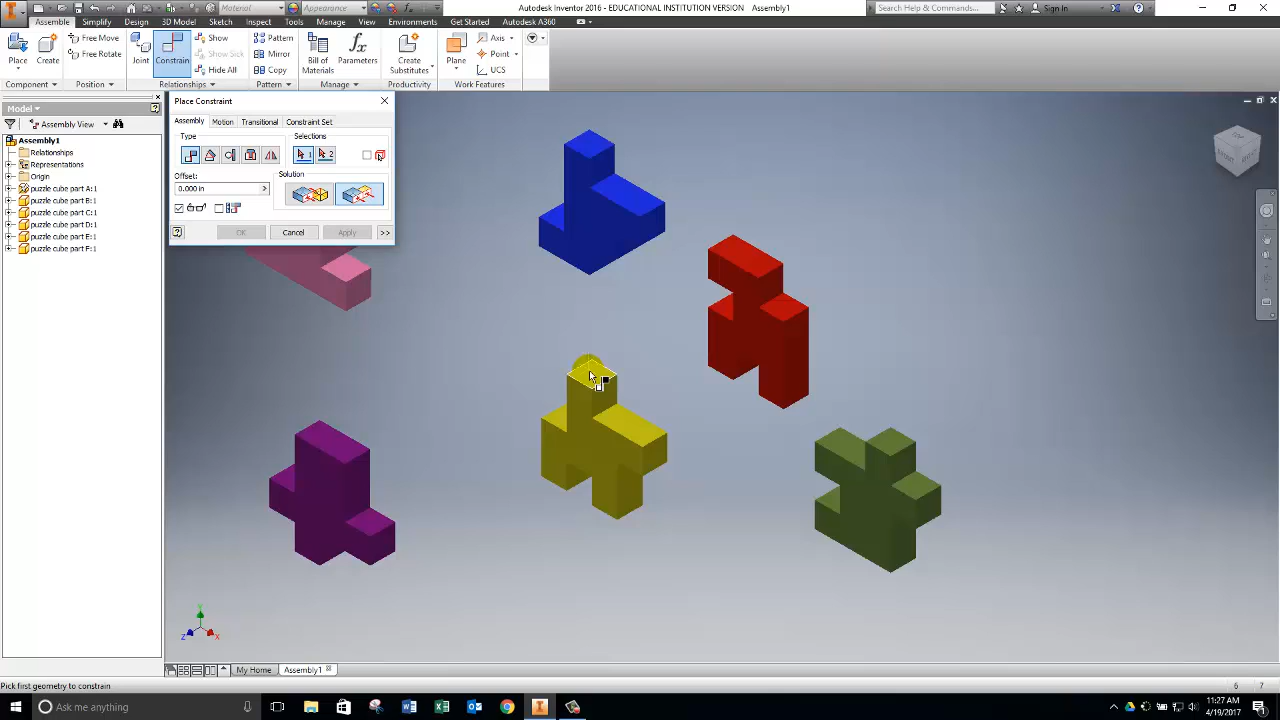 Material
Appearance
Autodesk Inventor 2016 - EDUCATIONAL INSTITUTION VERSION   Assembly1
Search Help & Commands...
Sign In
Assemble Simplify Design 3D Model Sketch Inspect Tools Manage View Environments Get Started Autodesk A360
Place Create Free Move Free Rotate Joint Constrain Show Show Sick Hide All Pattern Mirror Copy Bill of Materials Parameters Create Substitutes Plane Axis Point UCS
Component Position Relationships Pattern Manage Productivity Work Features
Model
Assembly View
Assembly1
Relationships
Representations
Origin
puzzle cube part A:1
puzzle cube part B:1
puzzle cube part C:1
puzzle cube part D:1
puzzle cube part E:1
puzzle cube part F:1
Place Constraint
Assembly Motion Transitional Constraint Set
Type Selections
1 2
Offset: Solution
0.000 in
OK Cancel Apply >>
Y
Z X
My Home Assembly1
Pick first geometry to constrain 6 7
Ask me anything
11:27 AM
4/19/2017